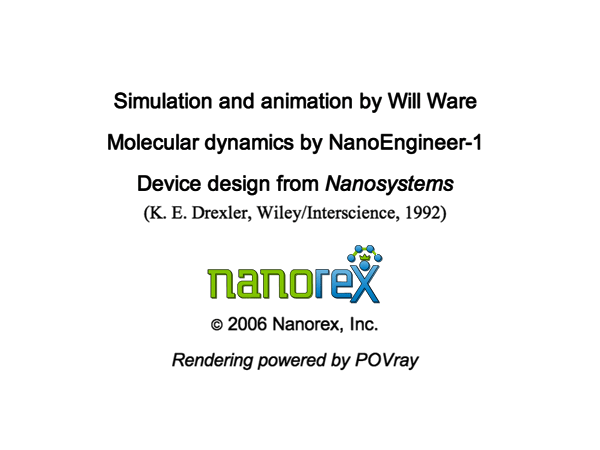 Simulation and animation by Will Ware
Molecular dynamics by NanoEngineer-1
Device design from Nanosystems
(K. E. Drexler, Wiley/Interscience, 1992)
nanorex
© 2006 Nanorex, Inc.
Rendering powered by POVray